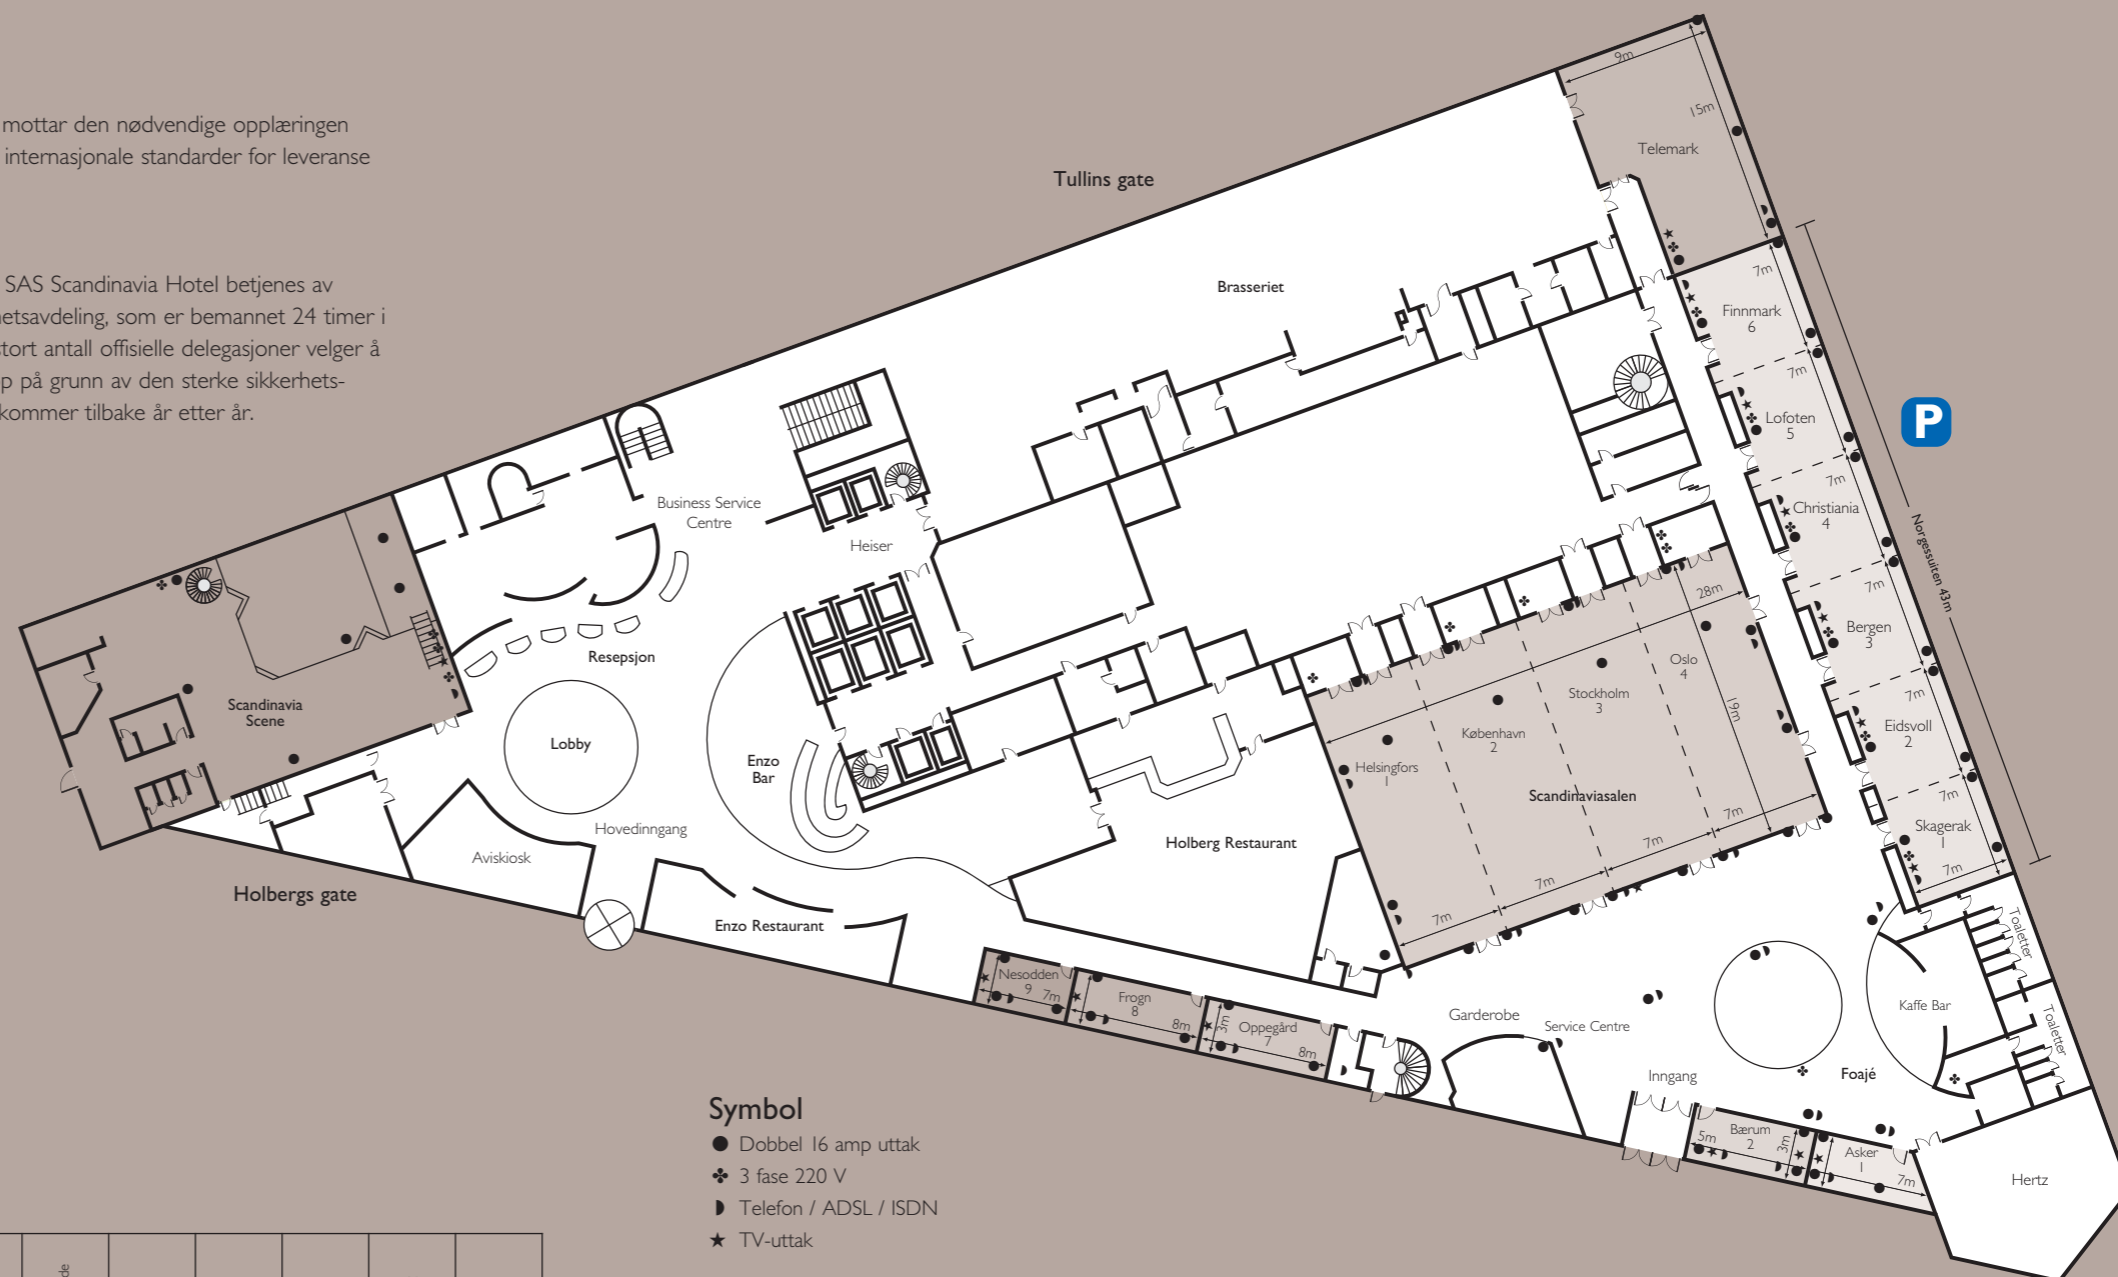 mottar den nødvendige opplæringen
internasjonale standarder for leveranse
SAS Scandinavia Hotel betjenes av
hetsavdeling, som er bemannet 24 timer i
stort antall offisielle delegasjoner velger å
op på grunn av den sterke sikkerhets-
kommer tilbake år etter år.
Tullins gate
9m
15m
Telemark
Brasseriet
7m
Finnmark
6
7m
Lofoten
5
P
7m
Christiania
4
Norgessuiten 43m
7m
Bergen
3
7m
Eidsvoll
2
7m
Skagerak
1
7m
Business Service
Centre
Heiser
Resepsjon
Scandinavia
Scene
Lobby
Enzo
Bar
Hovedinngang
Aviskiosk
Holbergs gate
Enzo Restaurant
Holberg Restaurant
28m
Oslo
4
Stockholm
3
19m
København
2
Helsingfors
1
Scandinaviasalen
7m
7m
7m
7m
Nesodden
9
7m
Frogn
8
8m
3m
Oppegård
7
8m
Garderobe
Service Centre
Inngang
Kaffe Bar
Foajé
Toaletter
Toaletter
5m
Bærum
2
3m
Asker
1
7m
Hertz
Symbol
Dobbel 16 amp uttak
3 fase 220 V
Telefon / ADSL / ISDN
TV-uttak
de